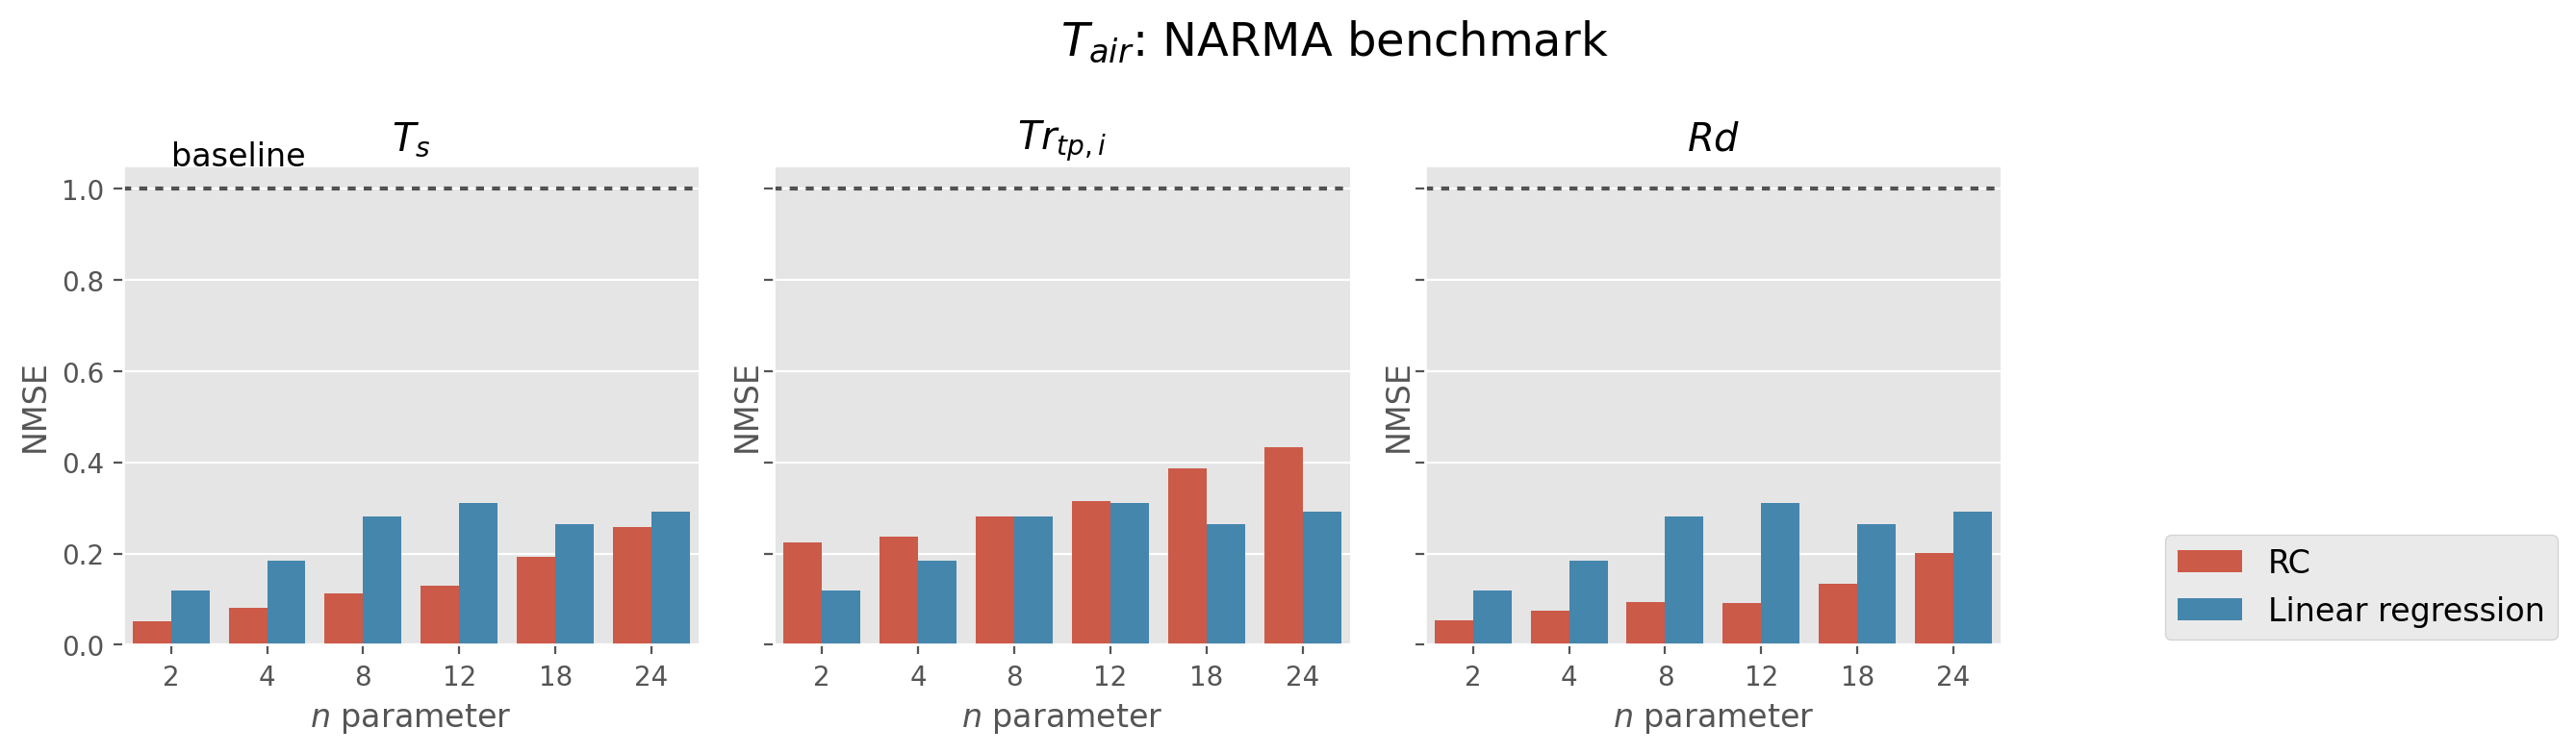 T_air: NARMA benchmark
baseline
T_s
Tr_tp,i
Rd
NMSE
1.0
0.8
0.6
0.4
0.2
0.0
2 4 8 12 18 24
n parameter
NMSE
2 4 8 12 18 24
n parameter
NMSE
2 4 8 12 18 24
n parameter
RC
Linear regression